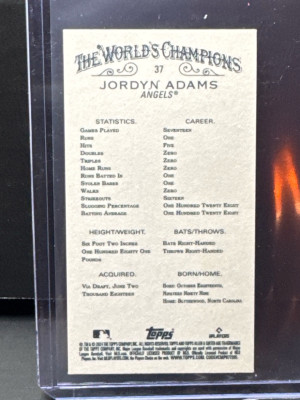 THE WORLD'S CHAMPIONS
37
JORDYN ADAMS
ANGELS®
STATISTICS. CAREER.
GAMES PLAYED SEVENTEEN
RUNS ONE
HITS FIVE
DOUBLES ZERO
TRIPLES ZERO
HOME RUNS ZERO
RUNS BATTED IN ONE
STOLEN BASES ONE
WALKS ZERO
STRIKEOUTS SIXTEEN
SLUGGING PERCENTAGE ONE HUNDRED TWENTY EIGHT
BATTING AVERAGE ONE HUNDRED TWENTY EIGHT
HEIGHT/WEIGHT. BATS/THROWS.
SIX FOOT TWO INCHES BATS RIGHT-HANDED
ONE HUNDRED EIGHTY ONE THROWS RIGHT-HANDED
POUNDS
ACQUIRED. BORN/HOME.
VIA DRAFT, JUNE TWO BORN OCTOBER EIGHTEENTH,
THOUSAND EIGHTEEN NINETEEN NINETY NINE
HOME BUTNERWOOD, NORTH CAROLINA
Topps